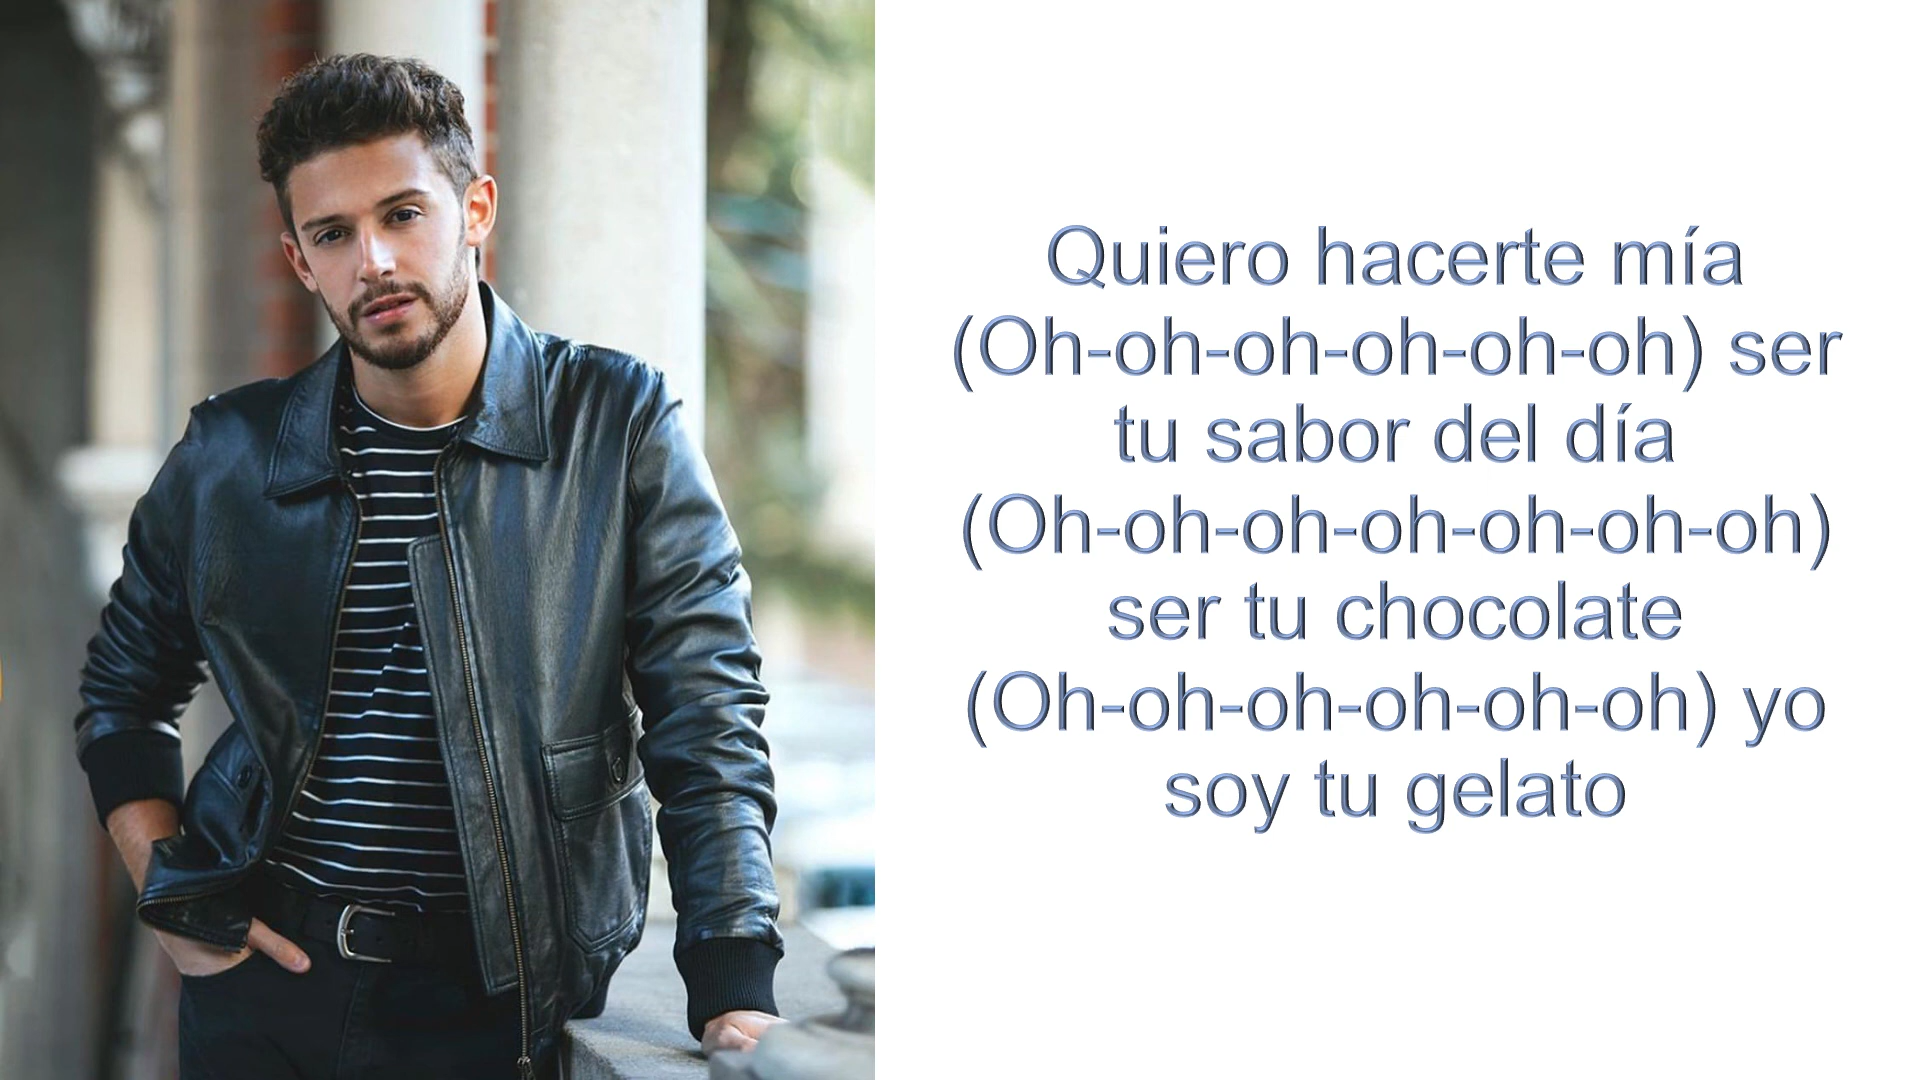 Quiero hacerte mía
(Oh-oh-oh-oh-oh-oh) ser
tu sabor del día
(Oh-oh-oh-oh-oh-oh-oh)
ser tu chocolate
(Oh-oh-oh-oh-oh-oh) yo
soy tu gelato